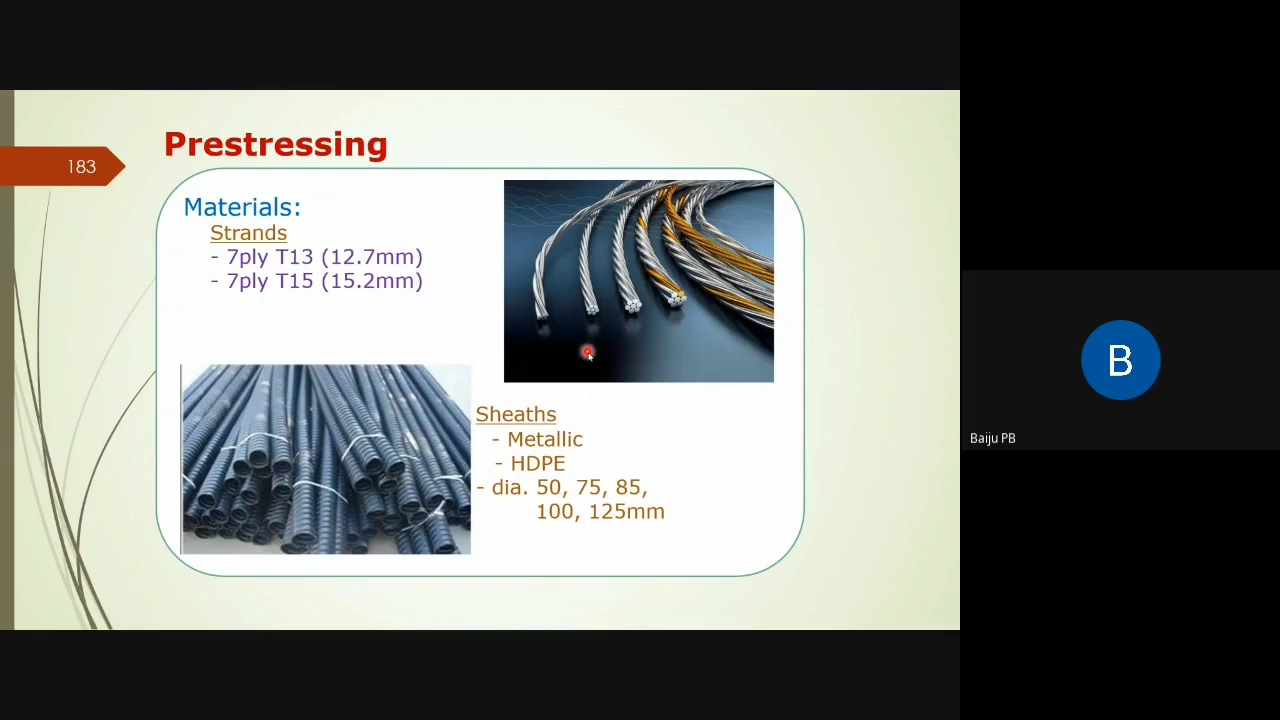 Prestressing
183
Materials:
Strands
- 7ply T13 (12.7mm)
- 7ply T15 (15.2mm)
Sheaths
- Metallic
- HDPE
- dia. 50, 75, 85,
100, 125mm
B
Baiju PB